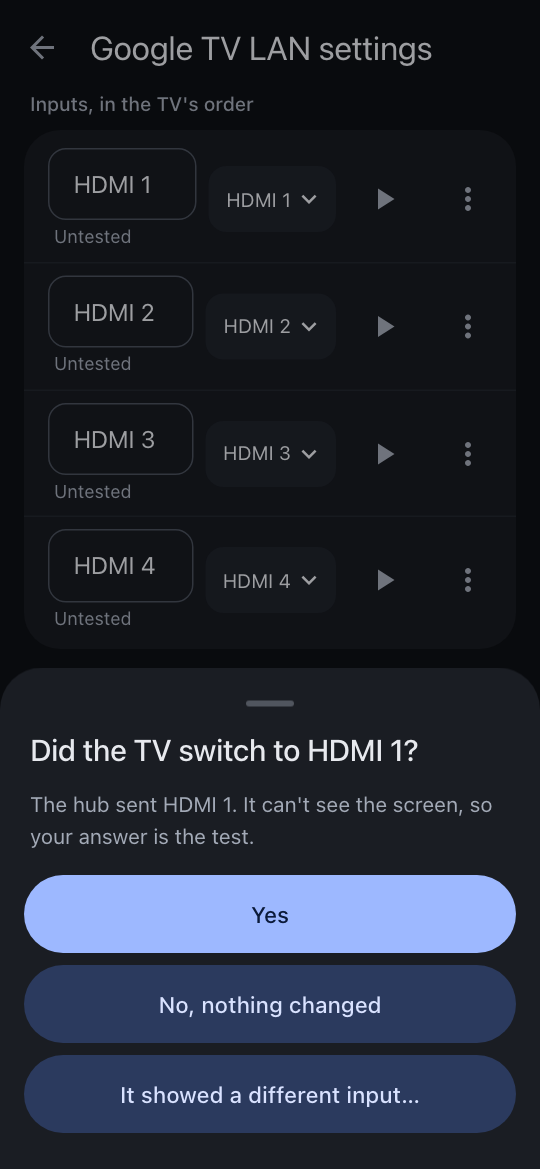 Google TV LAN settings
Inputs, in the TV's order
HDMI 1
HDMI 1
Untested
HDMI 2
HDMI 2
Untested
HDMI 3
HDMI 3
Untested
HDMI 4
HDMI 4
Untested
Did the TV switch to HDMI 1?
The hub sent HDMI 1. It can't see the screen, so
your answer is the test.
Yes
No, nothing changed
It showed a different input...